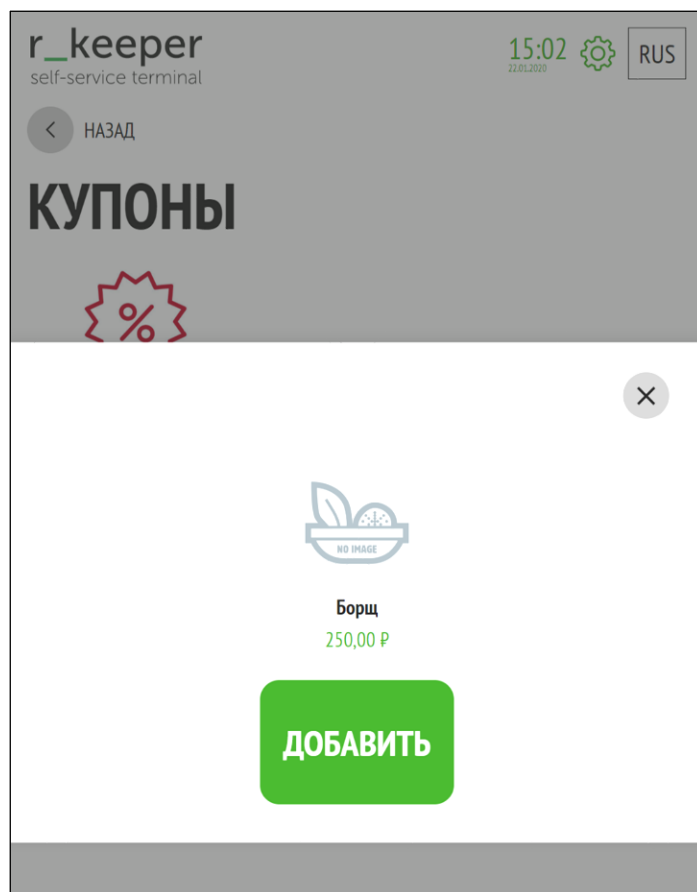 r_keeper
self-service terminal
15:02
22.01.2020
RUS
НАЗАД
КУПОНЫ
%
NO IMAGE
Борщ
250,00 ₽
ДОБАВИТЬ